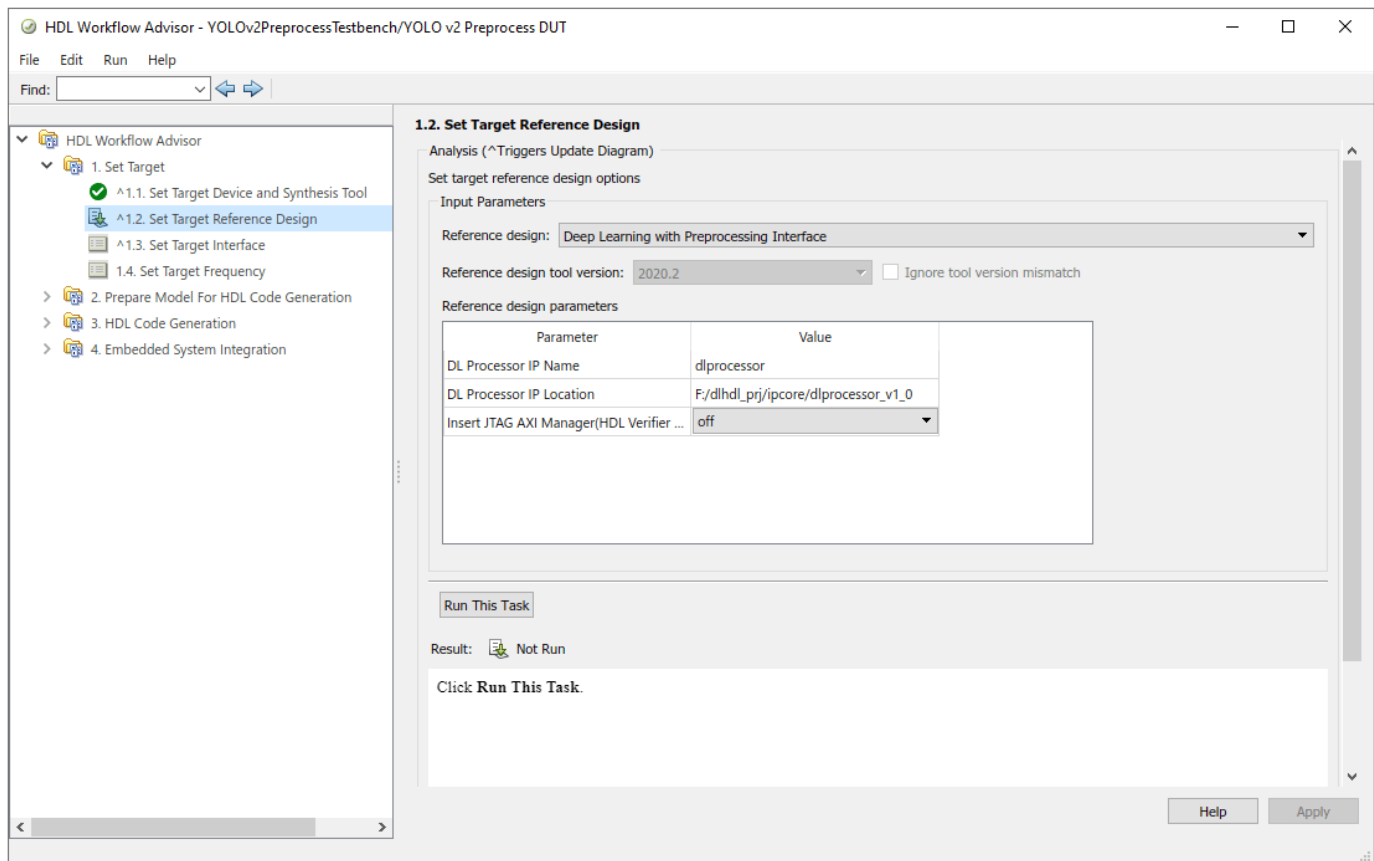 HDL Workflow Advisor - YOLOv2PreprocessTestbench/YOLO v2 Preprocess DUT
File Edit Run Help
Find:
HDL Workflow Advisor
1. Set Target
^1.1. Set Target Device and Synthesis Tool
^1.2. Set Target Reference Design
^1.3. Set Target Interface
1.4. Set Target Frequency
2. Prepare Model For HDL Code Generation
3. HDL Code Generation
4. Embedded System Integration
1.2. Set Target Reference Design
Analysis (^Triggers Update Diagram)
Set target reference design options
Input Parameters
Reference design: Deep Learning with Preprocessing Interface
Reference design tool version: 2020.2 Ignore tool version mismatch
Reference design parameters
Parameter Value
DL Processor IP Name dlprocessor
DL Processor IP Location F:/dlhdl_prj/ipcore/dlprocessor_v1_0
Insert JTAG AXI Manager(HDL Verifier ... off
Run This Task
Result: Not Run
Click Run This Task.
Help Apply